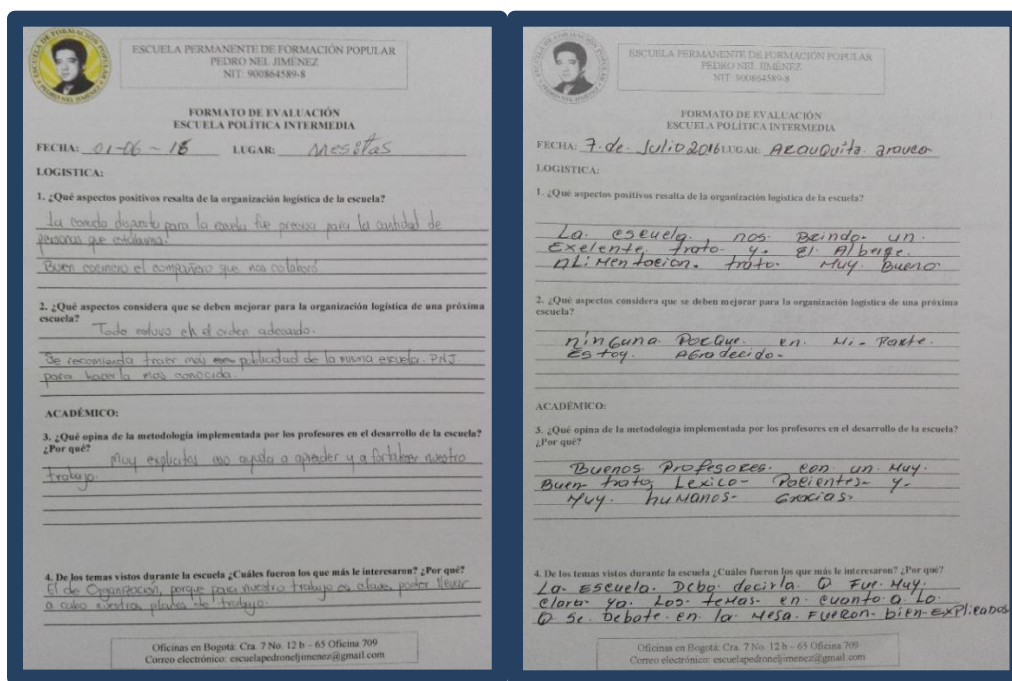 ESCUELA DE FORMACIÓN POPULAR
PEDRO NEL JIMÉNEZ
ESCUELA PERMANENTE DE FORMACIÓN POPULAR
PEDRO NEL JIMÉNEZ
NIT: 900864589-8
FORMATO DE EVALUACIÓN
ESCUELA POLÍTICA INTERMEDIA
FECHA: 01-06-16 LUGAR: Mesitas
LOGISTICA:
1. ¿Qué aspectos positivos resalta de la organización logística de la escuela?
La comida dispuesta para la escuela fue precisa para la cantidad de
personas que estabamos.
Buen cocinero el compañero que nos colaboró
2. ¿Qué aspectos considera que se deben mejorar para la organización logística de una próxima
escuela?
Todo estuvo en el orden adecuado.
Se recomienda traer más publicidad de la misma escuela. PNJ
para hacerla mas conocida.
ACADÉMICO:
3. ¿Qué opina de la metodología implementada por los profesores en el desarrollo de la escuela?
¿Por qué?
Muy explicitos eso ayuda a aprender y a fortalecer nuestro
trabajo.
4. De los temas vistos durante la escuela ¿Cuáles fueron los que más le interesaron? ¿Por qué?
El de Organización, porque para nuestro trabajo es clave, poder llevar
a cabo nuestros planes de trabajo.
Oficinas en Bogotá: Cra. 7 No. 12 b – 65 Oficina 709
Correo electrónico: escuelapedroneljimenez@gmail.com
ESCUELA PERMANENTE DE FORMACIÓN POPULAR
PEDRO NEL JIMÉNEZ
NIT: 900864589-8
FORMATO DE EVALUACIÓN
ESCUELA POLÍTICA INTERMEDIA
FECHA: 7. de. Julio 2016 LUGAR: ARAUQuita. arauca
LOGISTICA:
1. ¿Qué aspectos positivos resalta de la organización logística de la escuela?
La. escuela. nos. Brindo. un.
Exelente, trato. y. El Alberge.
ALiMentacion. trato. Muy Bueno
2. ¿Qué aspectos considera que se deben mejorar para la organización logística de una próxima
escuela?
ninGuna Porque. en. Mi- Parte.
Estoy. AGradecido-
ACADÉMICO:
3. ¿Qué opina de la metodología implementada por los profesores en el desarrollo de la escuela?
¿Por qué?
Buenos Profesores. con un Muy.
Buen- trato, Lexico- Pacientes- y-
Muy. huManos- Gracias.
4. De los temas vistos durante la escuela ¿Cuáles fueron los que más le interesaron? ¿Por qué?
La- Escuela. Debo. decirla. Q Fue Muy.
Clara- ya. Los- teMas- en. cuanto. a Lo.
Q Se. Debate. en. la Mesa. FueRon- bien-EXPlicados
Oficinas en Bogotá: Cra. 7 No. 12 b – 65 Oficina 709
Correo electrónico: escuelapedroneljimenez@gmail.com